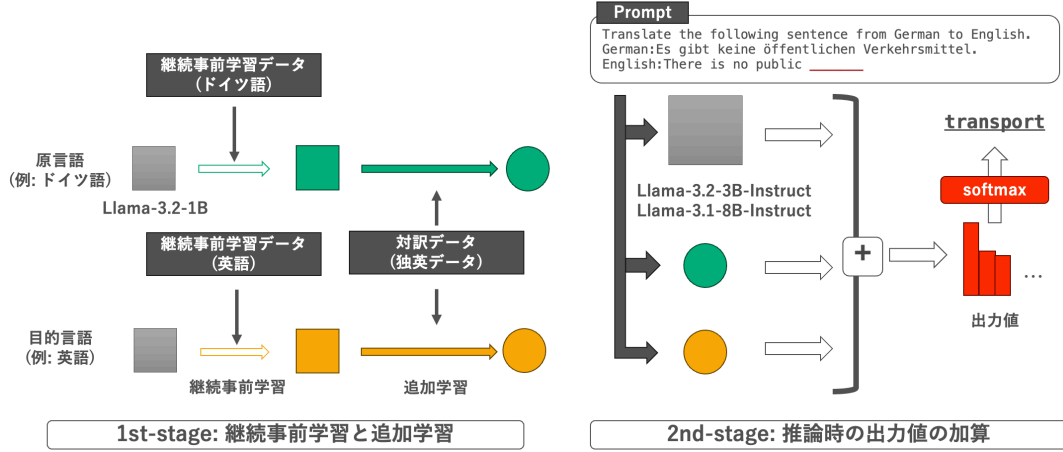 継続事前学習データ
(ドイツ語)
原言語
(例: ドイツ語)
Llama-3.2-1B
継続事前学習データ
(英語)
対訳データ
(独英データ)
目的言語
(例: 英語)
継続事前学習
追加学習
1st-stage: 継続事前学習と追加学習
Prompt
Translate the following sentence from German to English.
German:Es gibt keine öffentlichen Verkehrsmittel.
English:There is no public ______
Llama-3.2-3B-Instruct
Llama-3.1-8B-Instruct
+
transport
softmax
...
出力値
2nd-stage: 推論時の出力値の加算